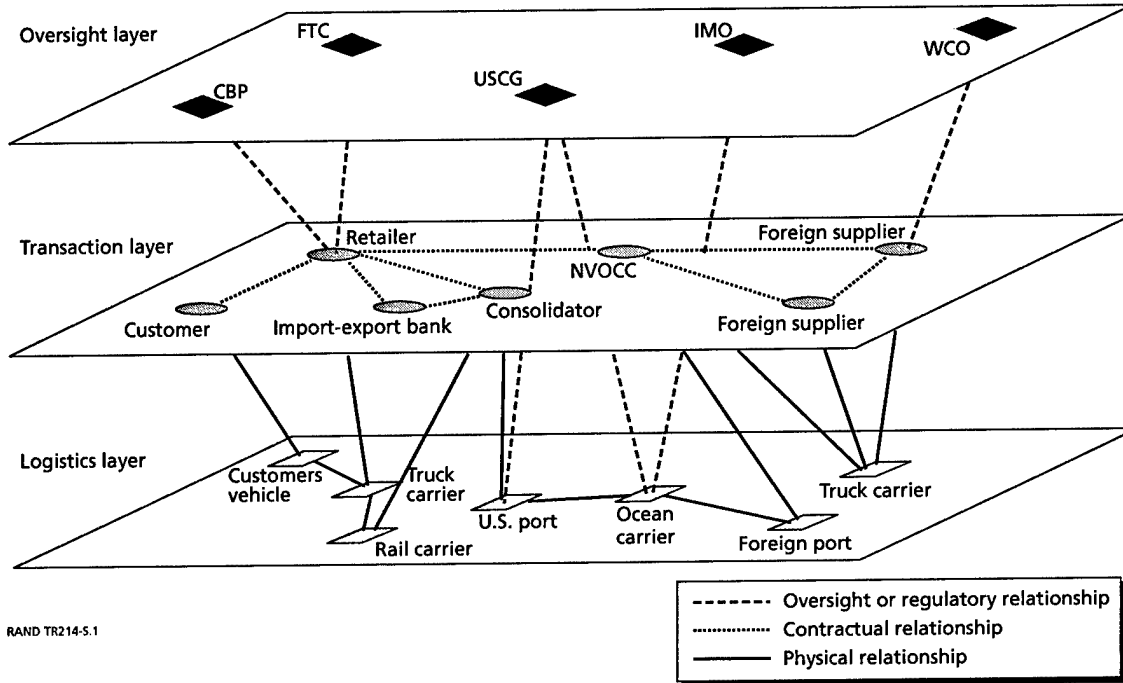 Oversight layer
FTC
IMO
WCO
CBP
USCG
Transaction layer
Retailer
Foreign supplier
NVOCC
Customer
Import-export bank
Consolidator
Foreign supplier
Logistics layer
Customers
vehicle
Truck
carrier
Rail carrier
U.S. port
Ocean
carrier
Foreign port
Truck carrier
Oversight or regulatory relationship
Contractual relationship
Physical relationship
RAND TR214-S.1